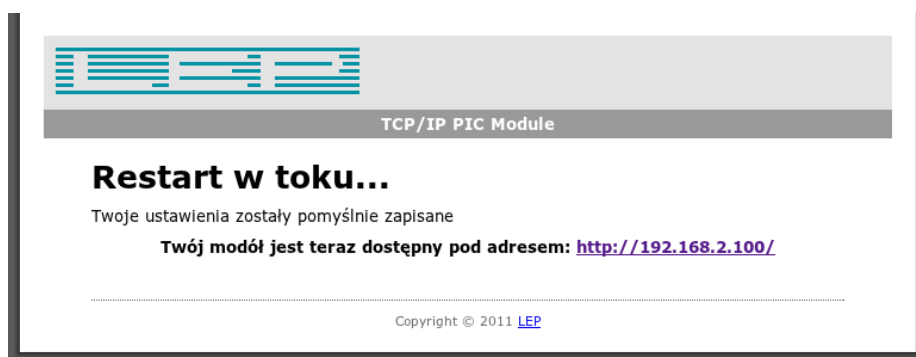 TCP/IP PIC Module
Restart w toku...
Twoje ustawienia zostały pomyślnie zapisane
Twój modół jest teraz dostępny pod adresem: http://192.168.2.100/
Copyright © 2011 LEP